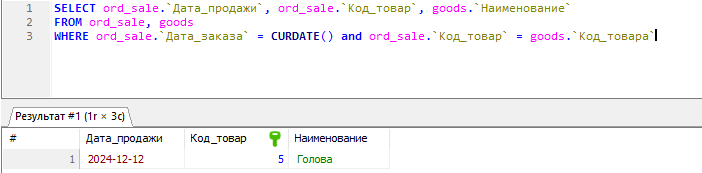 1 SELECT ord_sale.`Дата_продажи`, ord_sale.`Код_товар`, goods.`Наименование`
2 FROM ord_sale, goods
3 WHERE ord_sale.`Дата_заказа` = CURDATE() and ord_sale.`Код_товар` = goods.`Код_товара`
Результат #1 (1r × 3c)
# Дата_продажи Код_товар Наименование
1 2024-12-12 5 Голова